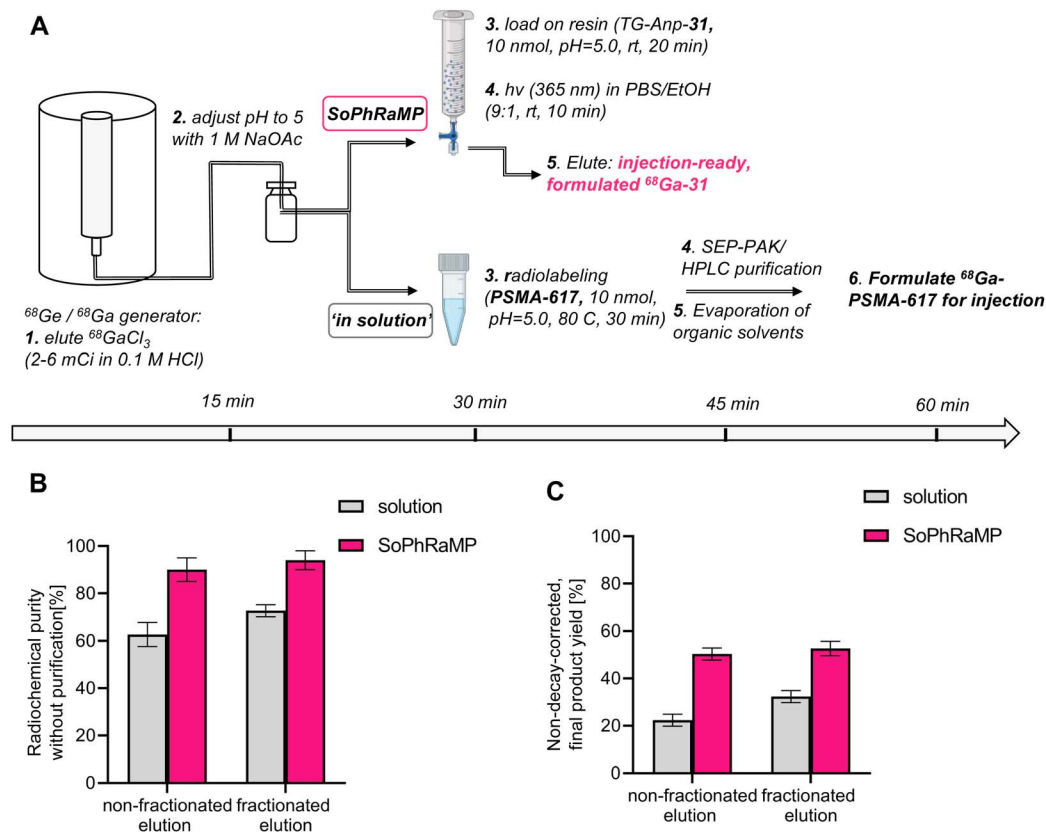 A
2. adjust pH to 5
with 1 M NaOAc
SoPhRaMP
3. load on resin (TG-Anp-31,
10 nmol, pH=5.0, rt, 20 min)
4. hv (365 nm) in PBS/EtOH
(9:1, rt, 10 min)
5. Elute: injection-ready,
formulated ⁶⁸Ga-31
⁶⁸Ge / ⁶⁸Ga generator:
1. elute ⁶⁸GaCl₃
(2-6 mCi in 0.1 M HCl)
'in solution'
3. radiolabeling
(PSMA-617, 10 nmol,
pH=5.0, 80 C, 30 min)
4. SEP-PAK/
HPLC purification
5. Evaporation of
organic solvents
6. Formulate ⁶⁸Ga-
PSMA-617 for injection
15 min
30 min
45 min
60 min
B
solution
SoPhRaMP
Radiochemical purity
without purification[%]
100
80
60
40
20
0
non-fractionated
elution
fractionated
elution
C
solution
SoPhRaMP
Non-decay-corrected,
final product yield [%]
100
80
60
40
20
0
non-fractionated
elution
fractionated
elution